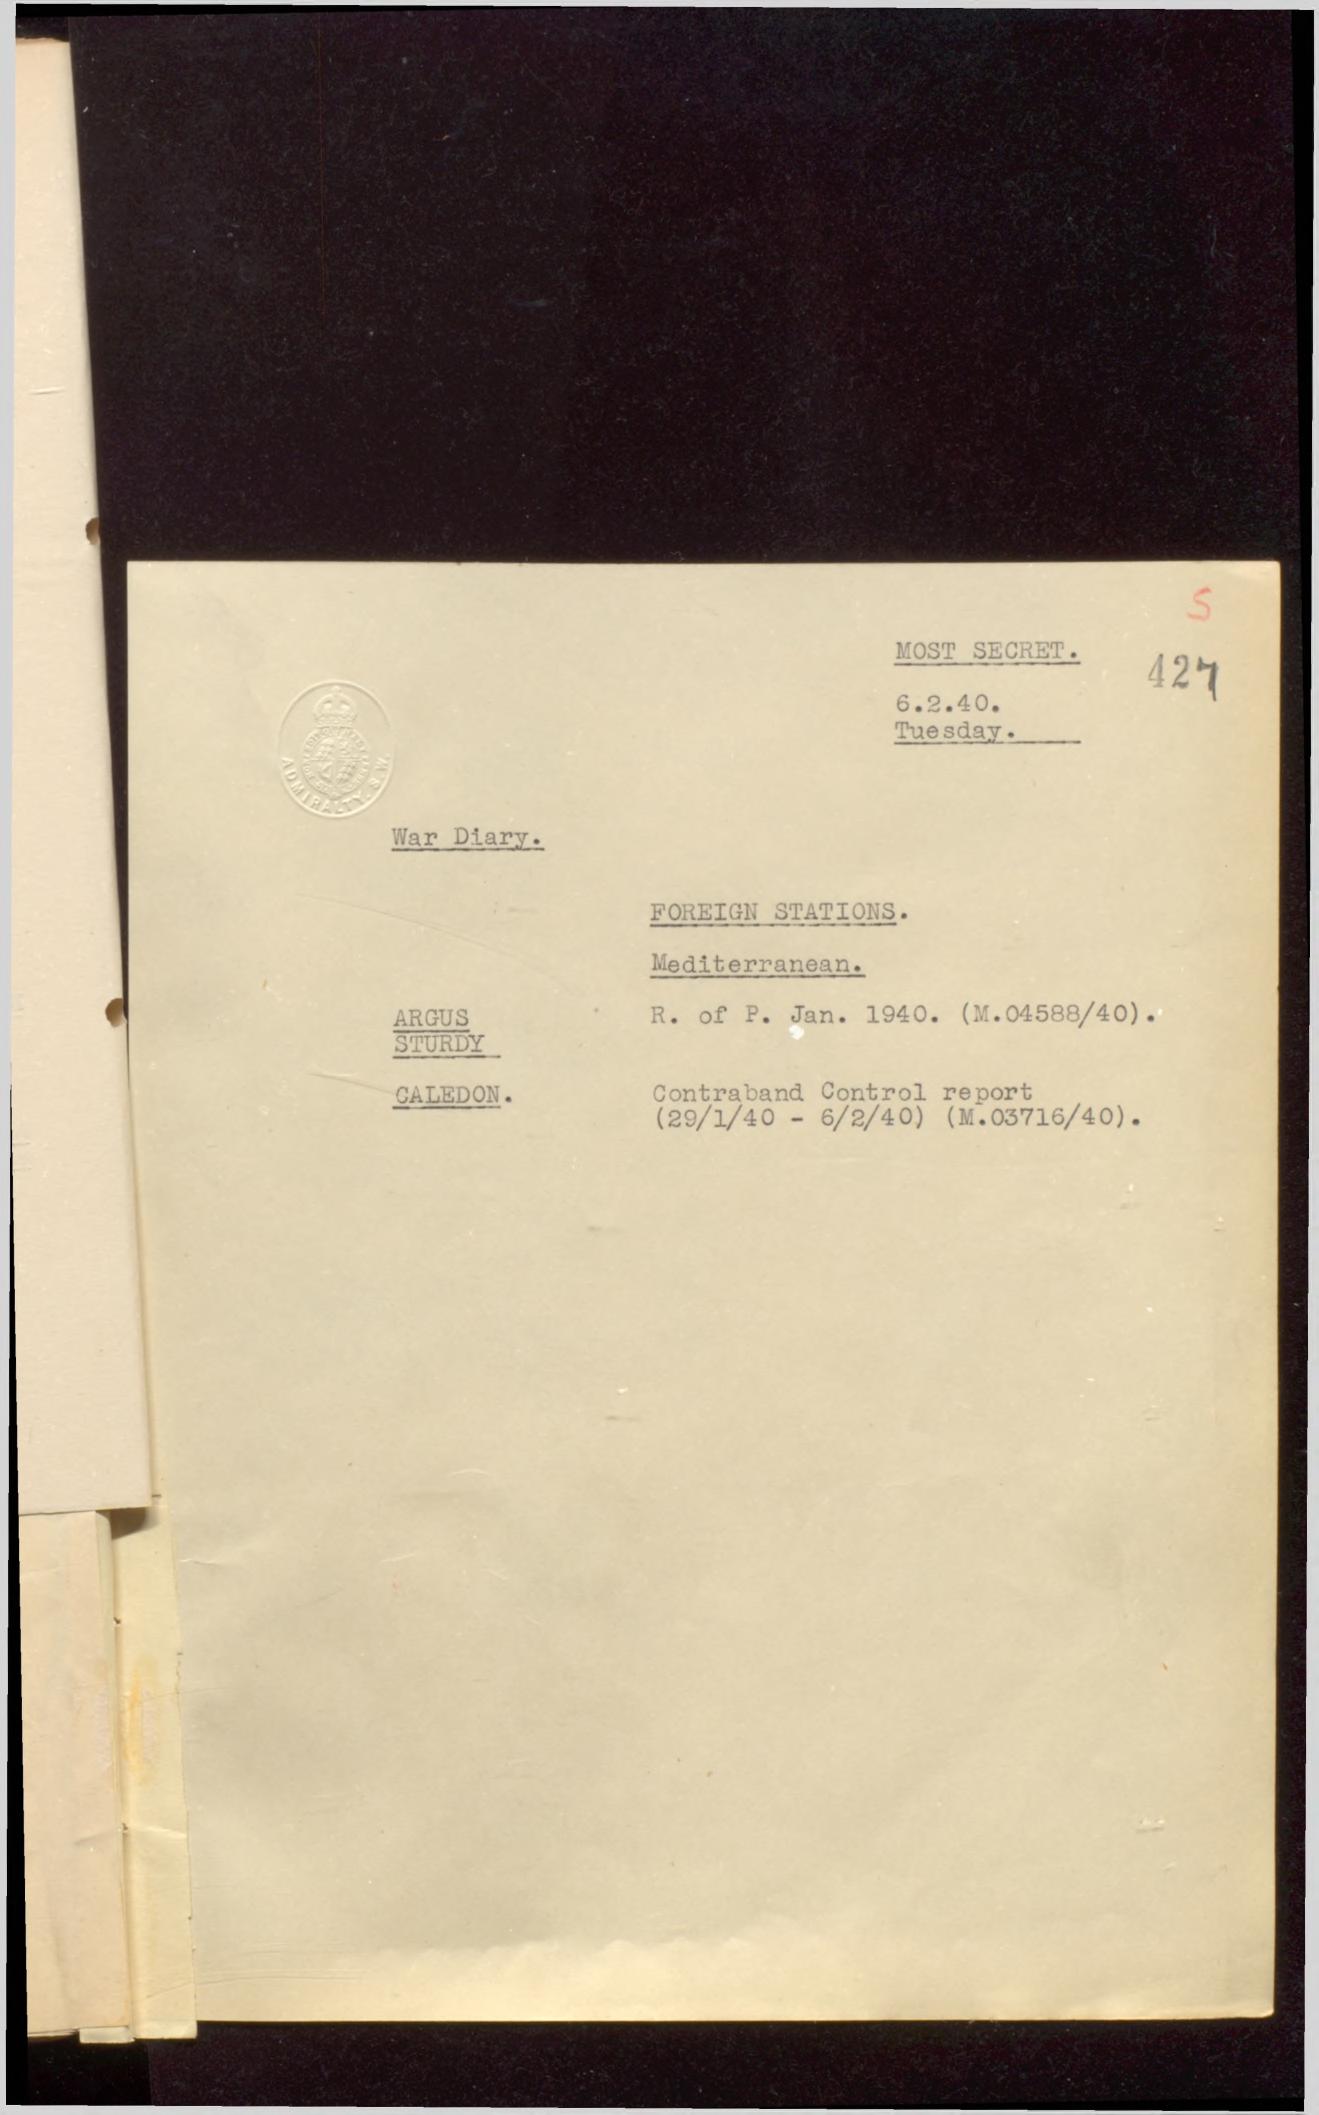 S
MOST SECRET.
427
6.2.40.
Tuesday.
ADMIRALTY. S.W.
War Diary.
FOREIGN STATIONS.
Mediterranean.
ARGUS R. of P. Jan. 1940. (M.04588/40).
STURDY
CALEDON. Contraband Control report
(29/1/40 - 6/2/40) (M.03716/40).